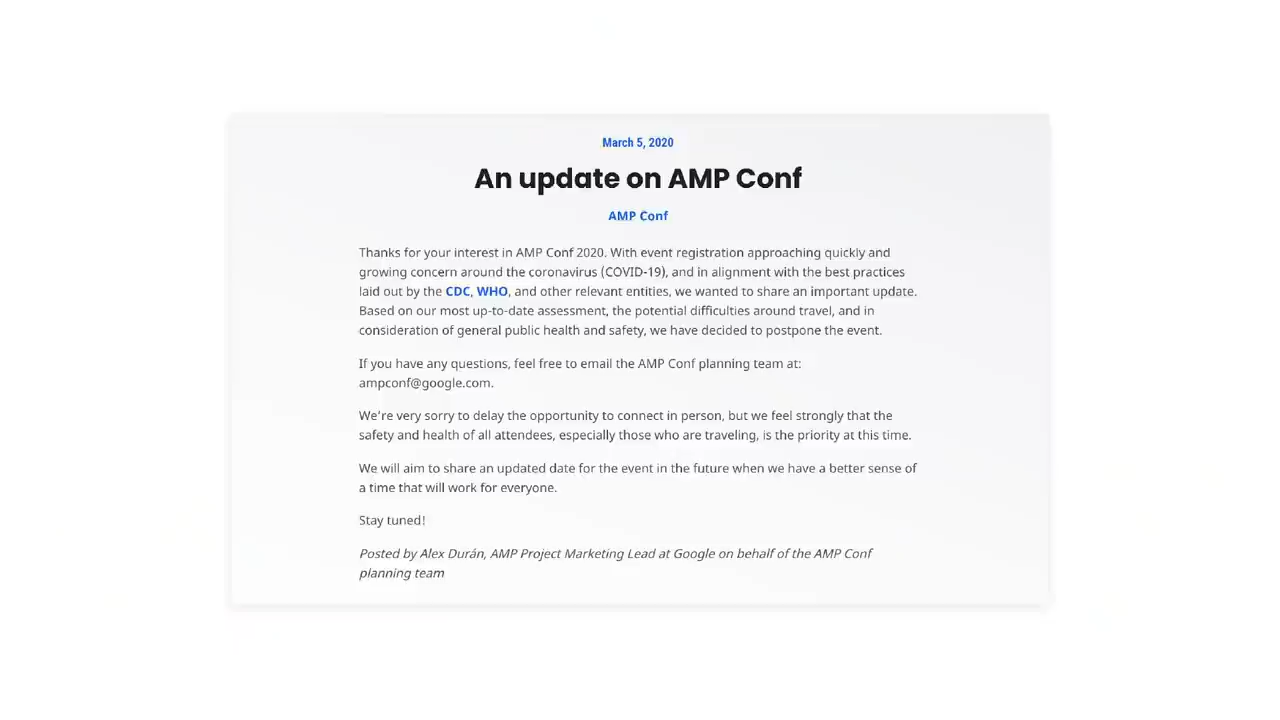 March 5, 2020
An update on AMP Conf
AMP Conf
Thanks for your interest in AMP Conf 2020. With event registration approaching quickly and
growing concern around the coronavirus (COVID-19), and in alignment with the best practices
laid out by the CDC, WHO, and other relevant entities, we wanted to share an important update.
Based on our most up-to-date assessment, the potential difficulties around travel, and in
consideration of general public health and safety, we have decided to postpone the event.
If you have any questions, feel free to email the AMP Conf planning team at:
ampconf@google.com.
We're very sorry to delay the opportunity to connect in person, but we feel strongly that the
safety and health of all attendees, especially those who are traveling, is the priority at this time.
We will aim to share an updated date for the event in the future when we have a better sense of
a time that will work for everyone.
Stay tuned!
Posted by Alex Durán, AMP Project Marketing Lead at Google on behalf of the AMP Conf
planning team